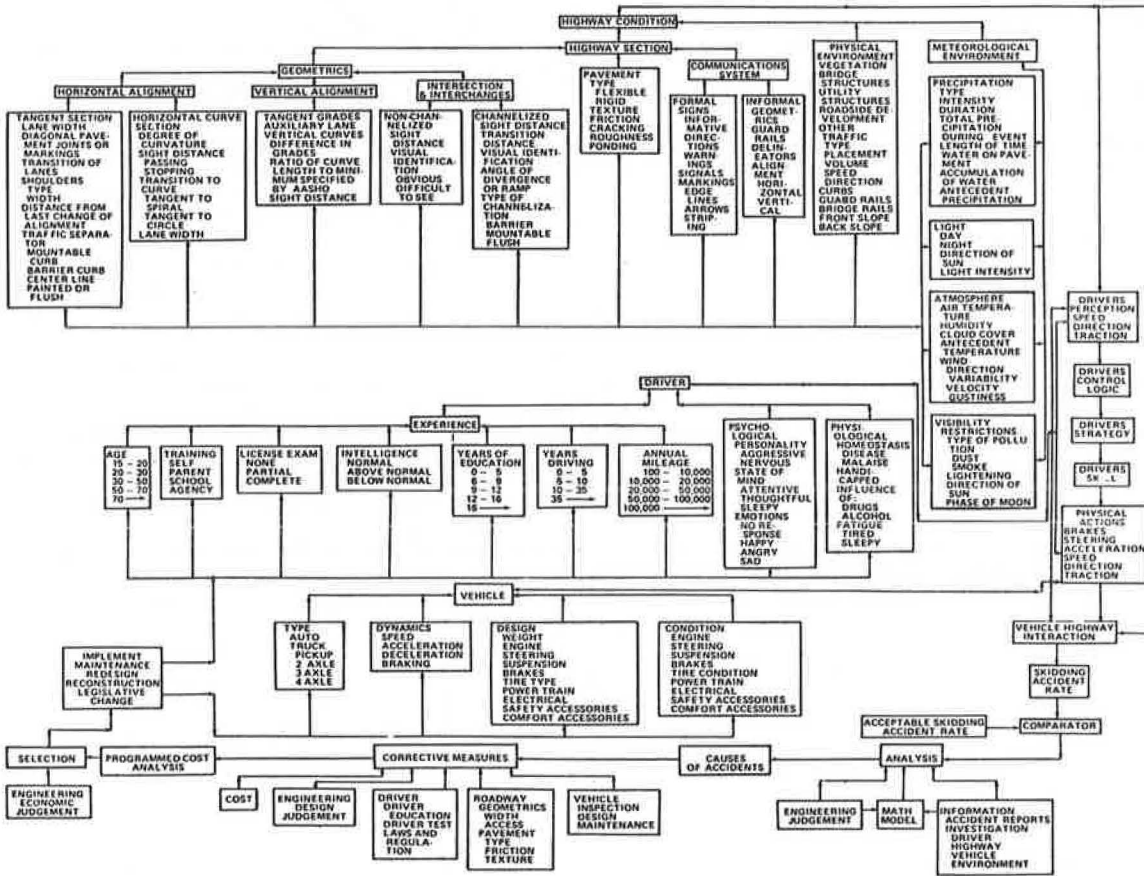 HIGHWAY CONDITION
HIGHWAY SECTION
GEOMETRICS
HORIZONTAL ALIGNMENT
TANGENT SECTION
LANE WIDTH
DIAGONAL PAVE-
MENT JOINTS OR
MARKINGS
TRANSITION OF
LANES
SHOULDERS
TYPE
WIDTH
DISTANCE FROM
LAST CHANGE OF
ALIGNMENT
TRAFFIC SEPARA-
TOR
MOUNTABLE
CURB
BARRIER CURB
CENTER LINE
PAINTED OR
FLUSH
HORIZONTAL CURVE
SECTION
DEGREE OF
CURVATURE
SIGHT DISTANCE
PASSING
STOPPING
TRANSITION TO
CURVE
TANGENT TO
SPIRAL
TANGENT TO
CIRCLE
LANE WIDTH
VERTICAL ALIGNMENT
TANGENT GRADES
AUXILIARY LANE
VERTICAL CURVES
DIFFERENCE IN
GRADES
RATIO OF CURVE
LENGTH TO MINI-
MUM SPECIFIED
BY AASHO
SIGHT DISTANCE
INTERSECTION
& INTERCHANGES
NON-CHAN-
NELIZED
SIGHT
DISTANCE
VISUAL
IDENTIFICA-
TION
OBVIOUS
DIFFICULT
TO SEE
CHANNELIZED
SIGHT DISTANCE
TRANSITION
DISTANCE
VISUAL IDENTI-
FICATION
ANGLE OF
DIVERGENCE
OR RAMP
TYPE OF
CHANNELIZA-
TION
BARRIER
MOUNTABLE
FLUSH
PAVEMENT
TYPE
FLEXIBLE
RIGID
TEXTURE
FRICTION
CRACKING
ROUGHNESS
PONDING
COMMUNICATIONS
SYSTEM
FORMAL
SIGNS
INFOR-
MATIVE
DIREC-
TIONS
WARN-
INGS
SIGNALS
MARKINGS
EDGE
LINES
ARROWS
STRIP-
ING
INFORMAL
GEOMET-
RICS
GUARD
RAILS
DELIN-
EATORS
ALIGN
MENT
HORI-
ZONTAL
VERTI-
CAL
PHYSICAL
ENVIRONMENT
VEGETATION
BRIDGE
STRUCTURES
UTILITY
STRUCTURES
ROADSIDE DE-
VELOPMENT
OTHER
TRAFFIC
TYPE
PLACEMENT
VOLUME
SPEED
DIRECTION
CURBS
GUARD RAILS
BRIDGE RAILS
FRONT SLOPE
BACK SLOPE
METEOROLOGICAL
ENVIRONMENT
PRECIPITATION
TYPE
INTENSITY
DURATION
TOTAL PRE-
CIPITATION
DURING EVENT
LENGTH OF TIME
WATER ON PAVE-
MENT
ACCUMULATION
OF WATER
ANTECEDENT
PRECIPITATION
LIGHT
DAY
NIGHT
DIRECTION OF
SUN
LIGHT INTENSITY
ATMOSPHERE
AIR TEMPERA-
TURE
HUMIDITY
CLOUD COVER
ANTECEDENT
TEMPERATURE
WIND
DIRECTION
VARIABILITY
VELOCITY
GUSTINESS
VISIBILITY
RESTRICTIONS
TYPE OF POLLU
TION
DUST
SMOKE
LIGHTENING
DIRECTION OF
SUN
PHASE OF MOON
DRIVERS
PERCEPTION
SPEED
DIRECTION
TRACTION
DRIVERS
CONTROL
LOGIC
DRIVERS
STRATEGY
DRIVERS
PHYSICAL
ACTIONS
BRAKES
STEERING
ACCELERATION
SPEED
DIRECTION
TRACTION
DRIVER
EXPERIENCE
AGE
15 – 20
20 – 30
30 – 50
50 – 70
70
TRAINING
SELF
PARENT
SCHOOL
AGENCY
LICENSE EXAM
NONE
PARTIAL
COMPLETE
INTELLIGENCE
NORMAL
ABOVE NORMAL
BELOW NORMAL
YEARS OF
EDUCATION
0 – 5
6 – 9
9 – 12
12 – 16
16
YEARS
DRIVING
0 – 5
5 – 10
10 – 35
35
ANNUAL
MILEAGE
100 – 10,000
10,000 – 20,000
20,000 – 50,000
50,000 – 100,000
100,000
PSYCHO-
LOGICAL
PERSONALITY
AGGRESSIVE
NERVOUS
STATE OF
MIND
ATTENTIVE
THOUGHTFUL
SLEEPY
EMOTIONS
NO RE-
SPONSE
HAPPY
ANGRY
SAD
PHYSI
OLOGICAL
HOMEOSTASIS
DISEASE
MALAISE
HANDI-
CAPPED
INFLUENCE
OF:
DRUGS
ALCOHOL
FATIGUE
TIRED
SLEEPY
VEHICLE
TYPE
AUTO
TRUCK
PICKUP
2 AXLE
3 AXLE
4 AXLE
DYNAMICS
SPEED
ACCELERATION
DECELERATION
BRAKING
DESIGN
WEIGHT
ENGINE
STEERING
SUSPENSION
BRAKES
TIRE TYPE
POWER TRAIN
ELECTRICAL
SAFETY ACCESSORIES
COMFORT ACCESSORIES
CONDITION
ENGINE
STEERING
SUSPENSION
BRAKES
TIRE CONDITION
POWER TRAIN
ELECTRICAL
SAFETY ACCESSORIES
COMFORT ACCESSORIES
VEHICLE HIGHWAY
INTERACTION
SKIDDING
ACCIDENT
RATE
ACCEPTABLE SKIDDING
ACCIDENT RATE
COMPARATOR
IMPLEMENT
MAINTENANCE
REDESIGN
RECONSTRUCTION
LEGISLATIVE
CHANGE
SELECTION
PROGRAMMED COST
ANALYSIS
CORRECTIVE MEASURES
CAUSES
OF ACCIDENTS
ANALYSIS
ENGINEERING
ECONOMIC
JUDGEMENT
COST
ENGINEERING
DESIGN
JUDGEMENT
DRIVER
DRIVER
EDUCATION
DRIVER TEST
LAWS AND
REGULA-
TION
ROADWAY
GEOMETRICS
WIDTH
ACCESS
PAVEMENT
TYPE
FRICTION
TEXTURE
VEHICLE
INSPECTION
DESIGN
MAINTENANCE
ENGINEERING
JUDGEMENT
MATH
MODEL
INFORMATION
ACCIDENT REPORTS
INVESTIGATION
DRIVER
HIGHWAY
VEHICLE
ENVIRONMENT